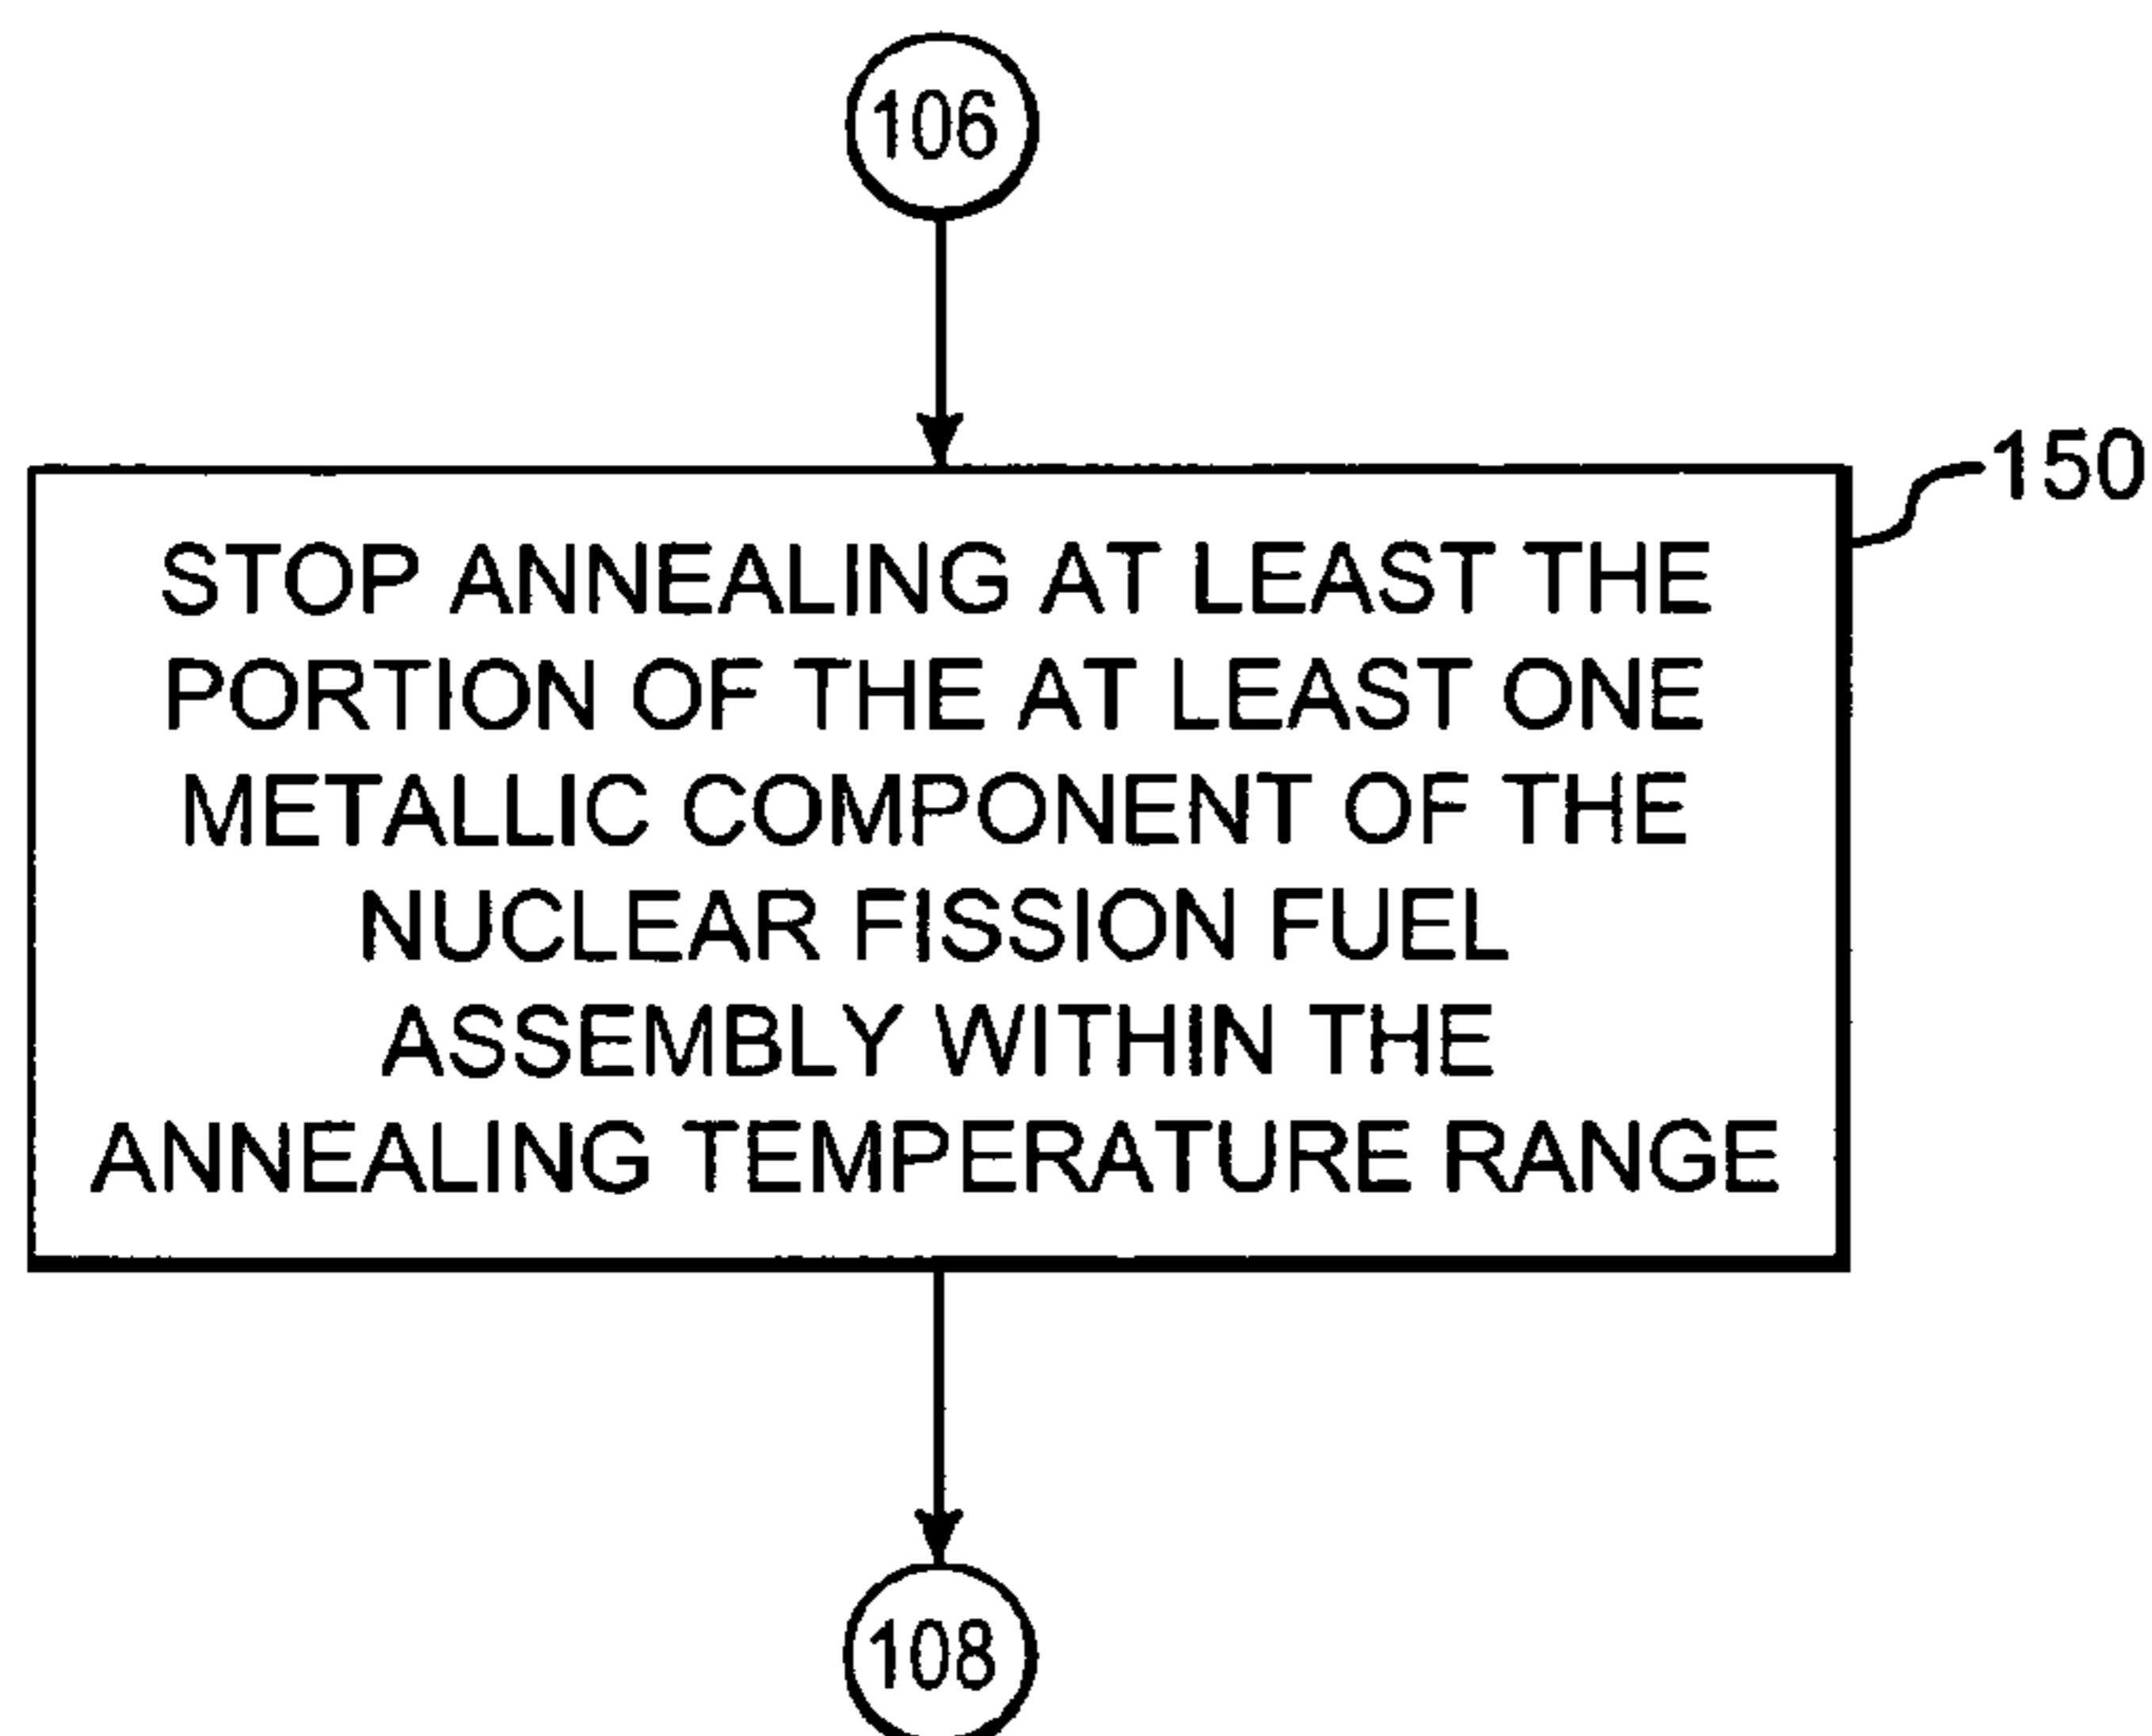 106
150
STOP ANNEALING AT LEAST THE
PORTION OF THE AT LEAST ONE
METALLIC COMPONENT OF THE
NUCLEAR FISSION FUEL
ASSEMBLY WITHIN THE
ANNEALING TEMPERATURE RANGE
108